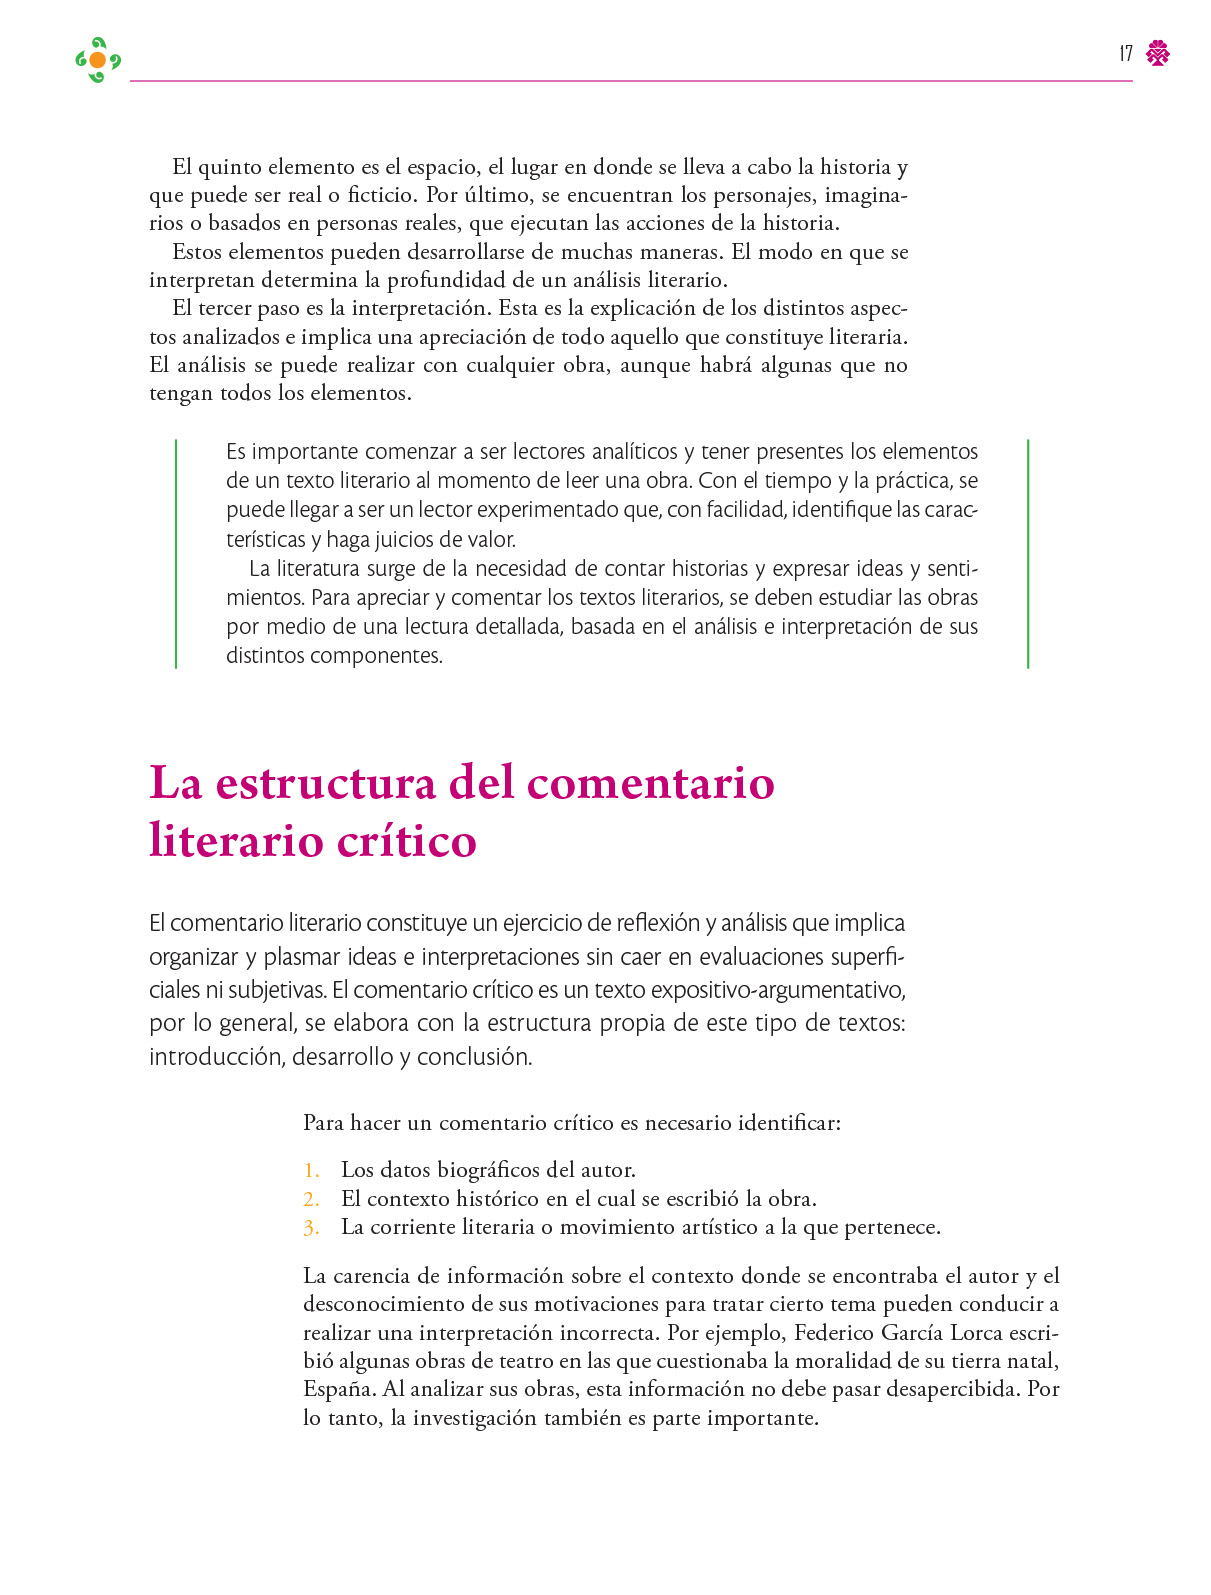 17
El quinto elemento es el espacio, el lugar en donde se lleva a cabo la historia y
que puede ser real o ficticio. Por último, se encuentran los personajes, imagina-
rios o basados en personas reales, que ejecutan las acciones de la historia.
Estos elementos pueden desarrollarse de muchas maneras. El modo en que se
interpretan determina la profundidad de un análisis literario.
El tercer paso es la interpretación. Esta es la explicación de los distintos aspec-
tos analizados e implica una apreciación de todo aquello que constituye literaria.
El análisis se puede realizar con cualquier obra, aunque habrá algunas que no
tengan todos los elementos.
Es importante comenzar a ser lectores analíticos y tener presentes los elementos
de un texto literario al momento de leer una obra. Con el tiempo y la práctica, se
puede llegar a ser un lector experimentado que, con facilidad, identifique las carac-
terísticas y haga juicios de valor.
La literatura surge de la necesidad de contar historias y expresar ideas y senti-
mientos. Para apreciar y comentar los textos literarios, se deben estudiar las obras
por medio de una lectura detallada, basada en el análisis e interpretación de sus
distintos componentes.
La estructura del comentario
literario crítico
El comentario literario constituye un ejercicio de reflexión y análisis que implica
organizar y plasmar ideas e interpretaciones sin caer en evaluaciones superfi-
ciales ni subjetivas. El comentario crítico es un texto expositivo-argumentativo,
por lo general, se elabora con la estructura propia de este tipo de textos:
introducción, desarrollo y conclusión.
Para hacer un comentario crítico es necesario identificar:
1. Los datos biográficos del autor.
2. El contexto histórico en el cual se escribió la obra.
3. La corriente literaria o movimiento artístico a la que pertenece.
La carencia de información sobre el contexto donde se encontraba el autor y el
desconocimiento de sus motivaciones para tratar cierto tema pueden conducir a
realizar una interpretación incorrecta. Por ejemplo, Federico García Lorca escri-
bió algunas obras de teatro en las que cuestionaba la moralidad de su tierra natal,
España. Al analizar sus obras, esta información no debe pasar desapercibida. Por
lo tanto, la investigación también es parte importante.